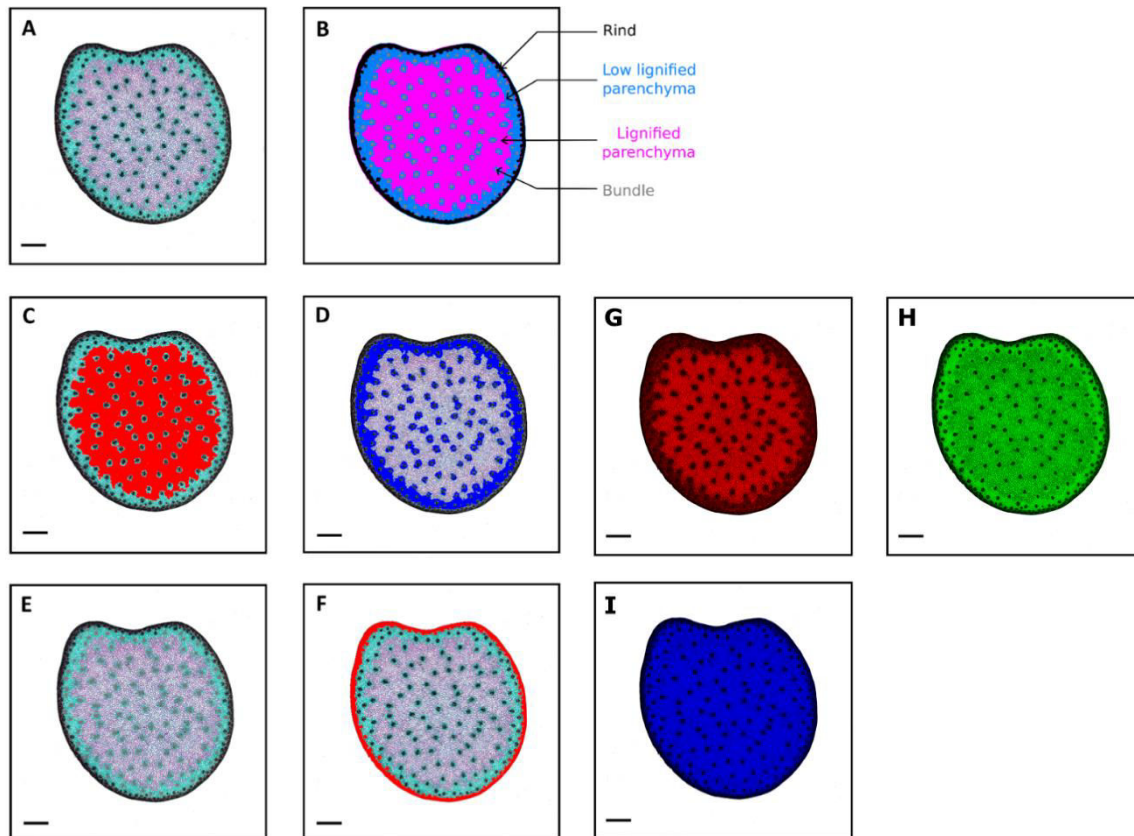 A
B
Rind
Low lignified
parenchyma
Lignified
parenchyma
Bundle
C
D
G
H
E
F
I